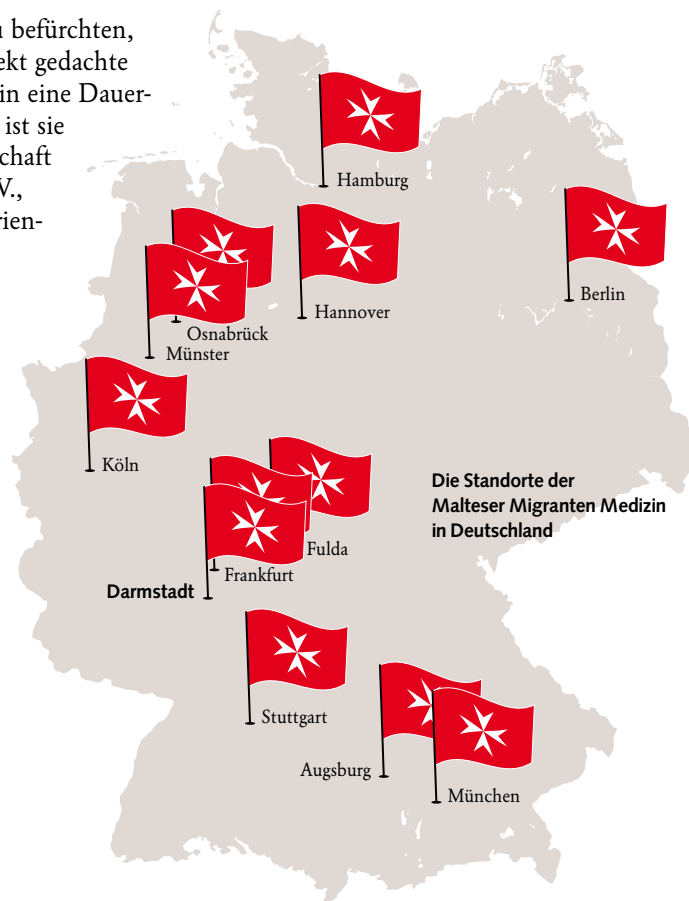 befürchten,
ekt gedachte
in eine Dauer-
ist sie
chaft
V.,
rien-
Hamburg
Berlin
Hannover
Osnabrück
Münster
Köln
Die Standorte der
Malteser Migranten Medizin
in Deutschland
Fulda
Frankfurt
Darmstadt
Stuttgart
Augsburg
München